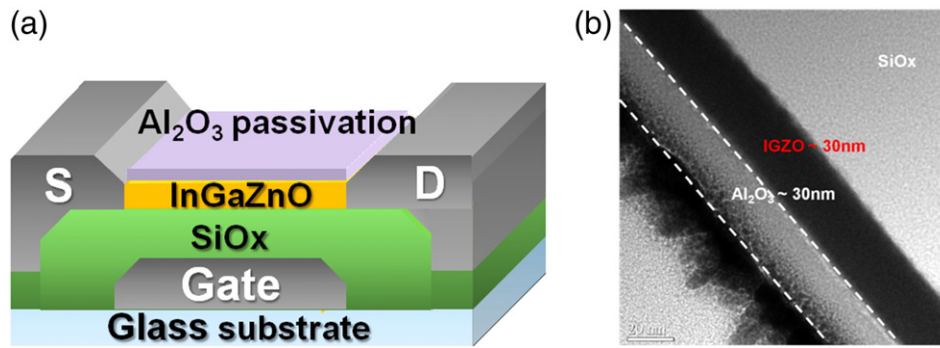 (a)
Al₂O₃ passivation
S
D
InGaZnO
SiOx
Gate
Glass substrate
(b)
SiOx
IGZO ~ 30nm
Al₂O₃ ~ 30nm
20 nm